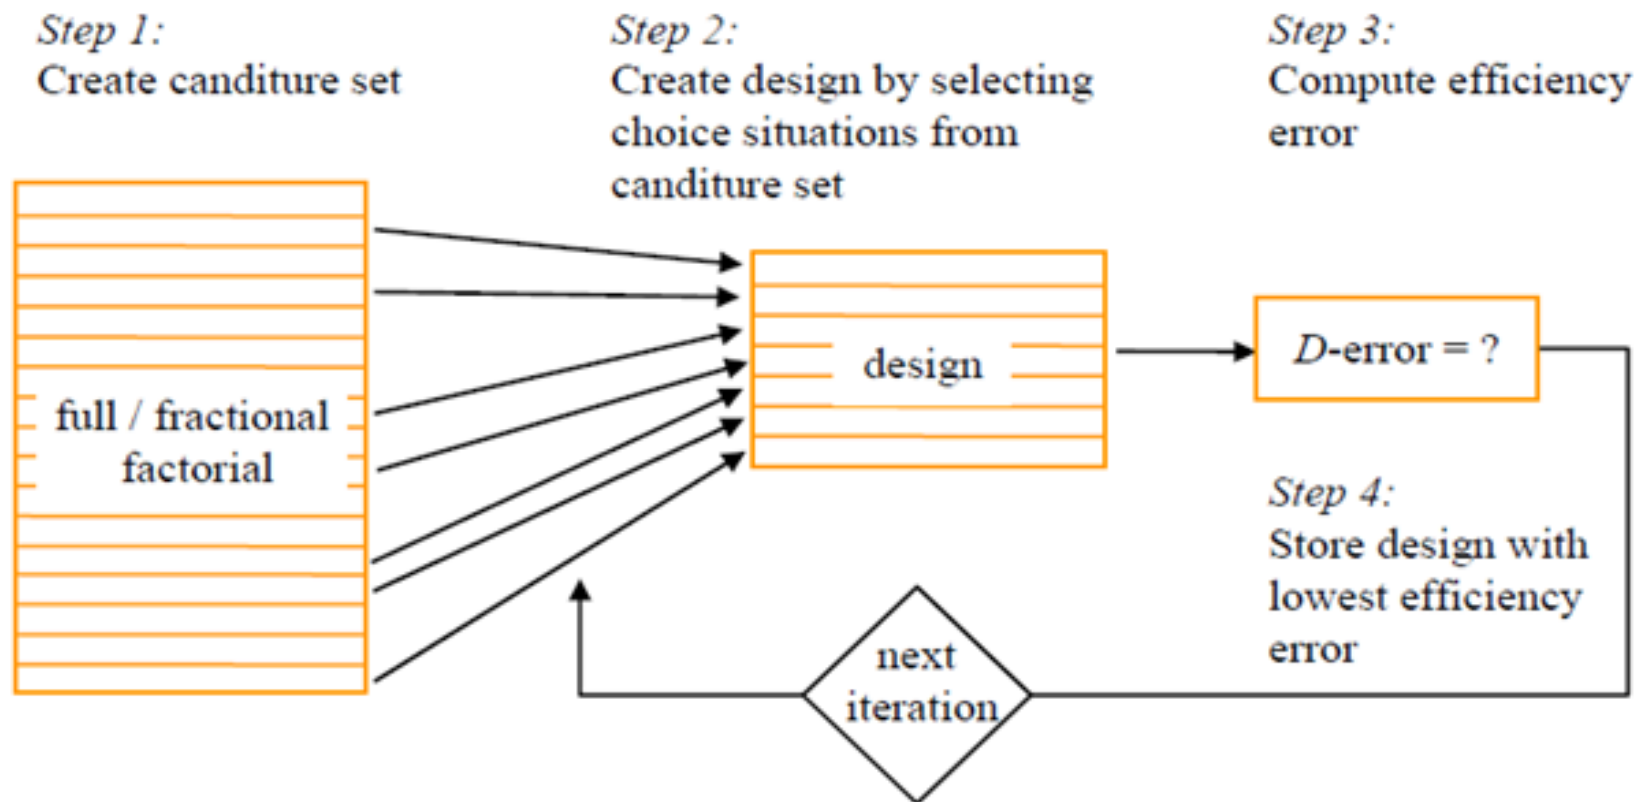 Step 1:
Create canditure set
Step 2:
Create design by selecting
choice situations from
canditure set
Step 3:
Compute efficiency
error
full / fractional
factorial
design
D-error = ?
Step 4:
Store design with
lowest efficiency
error
next
iteration